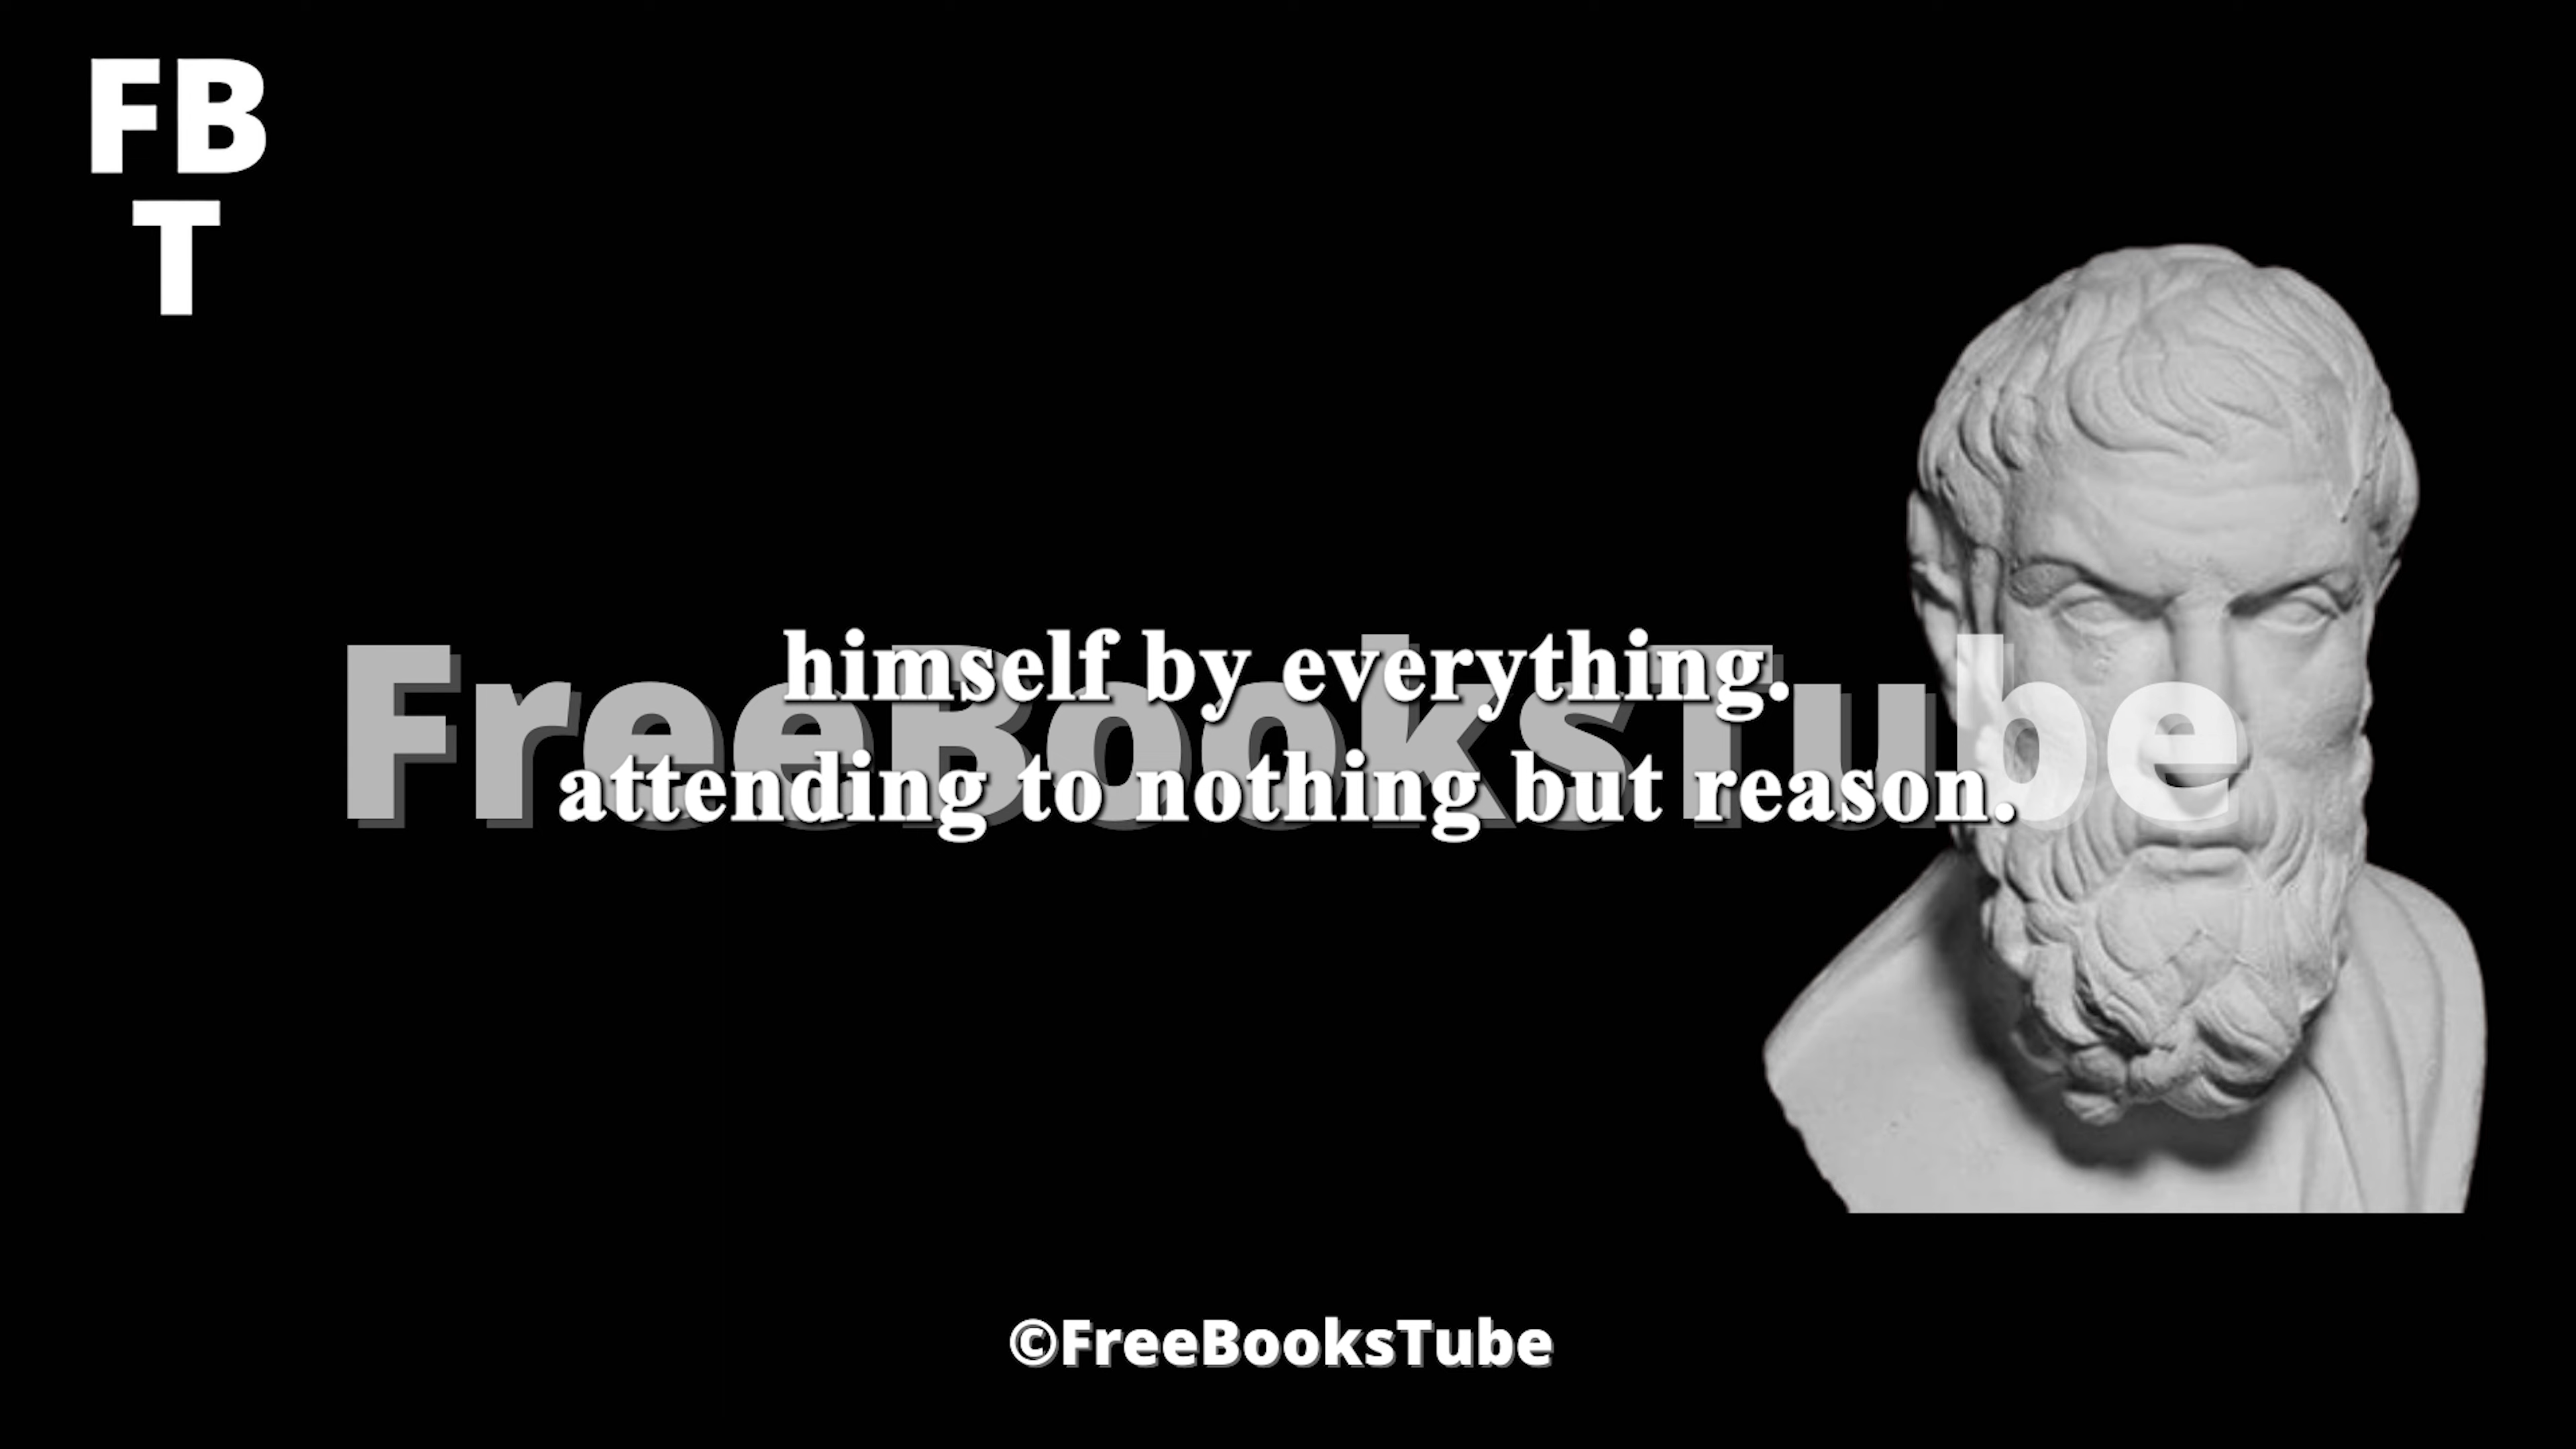 FB
T
FreeBooksTube
himself by everything.
attending to nothing but reason.
©FreeBooksTube